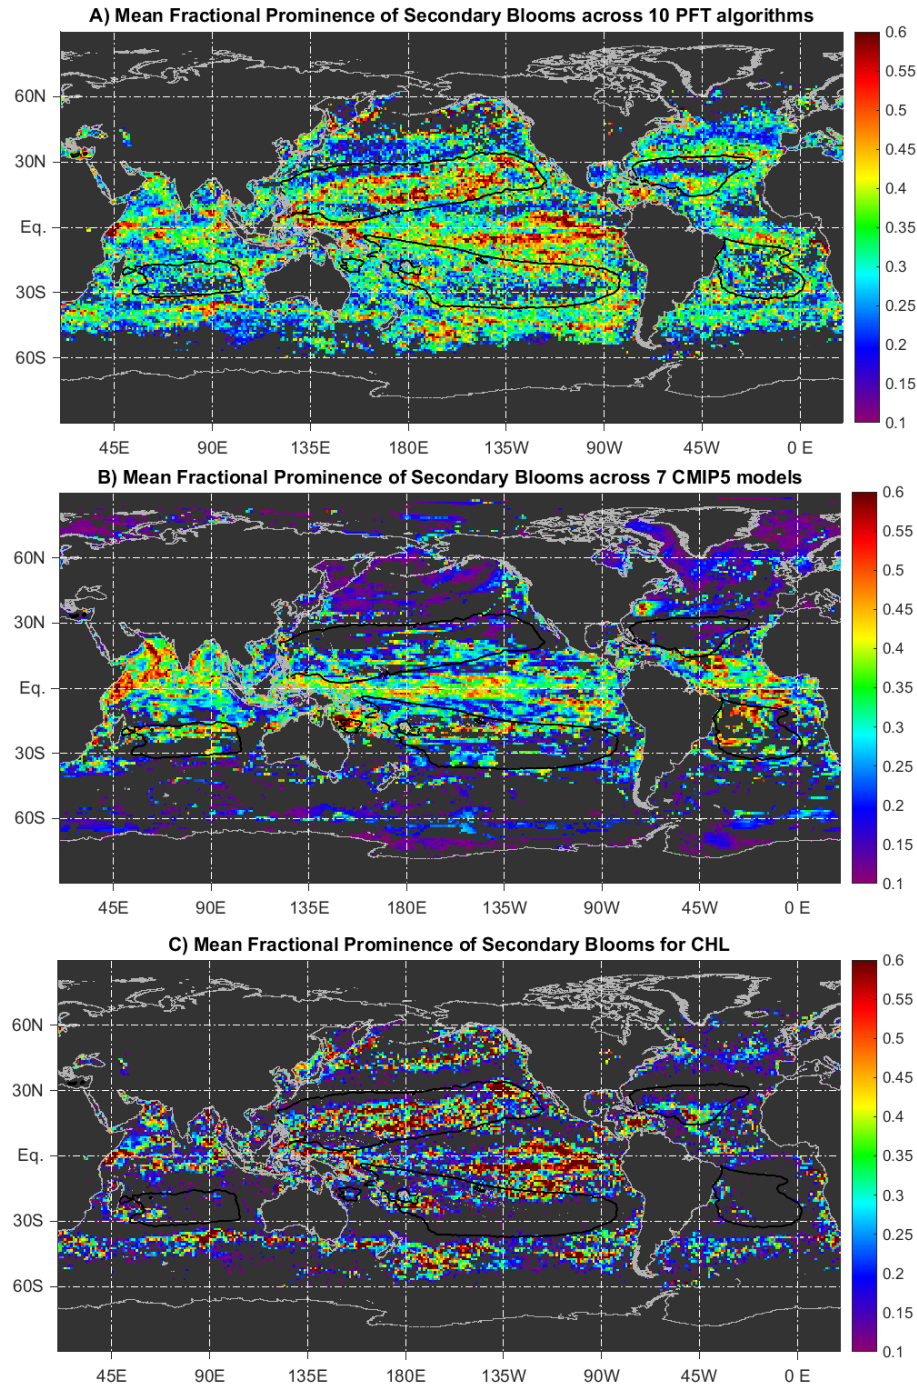 A) Mean Fractional Prominence of Secondary Blooms across 10 PFT algorithms
0.6
60N
0.55
0.5
30N
0.45
0.4
Eq.
0.35
0.3
30S
0.25
0.2
60S
0.15
0.1
45E 90E 135E 180E 135W 90W 45W 0 E
B) Mean Fractional Prominence of Secondary Blooms across 7 CMIP5 models
0.6
60N
0.55
0.5
30N
0.45
0.4
Eq.
0.35
0.3
30S
0.25
0.2
60S
0.15
0.1
45E 90E 135E 180E 135W 90W 45W 0 E
C) Mean Fractional Prominence of Secondary Blooms for CHL
0.6
60N
0.55
0.5
30N
0.45
0.4
Eq.
0.35
0.3
30S
0.25
0.2
60S
0.15
0.1
45E 90E 135E 180E 135W 90W 45W 0 E